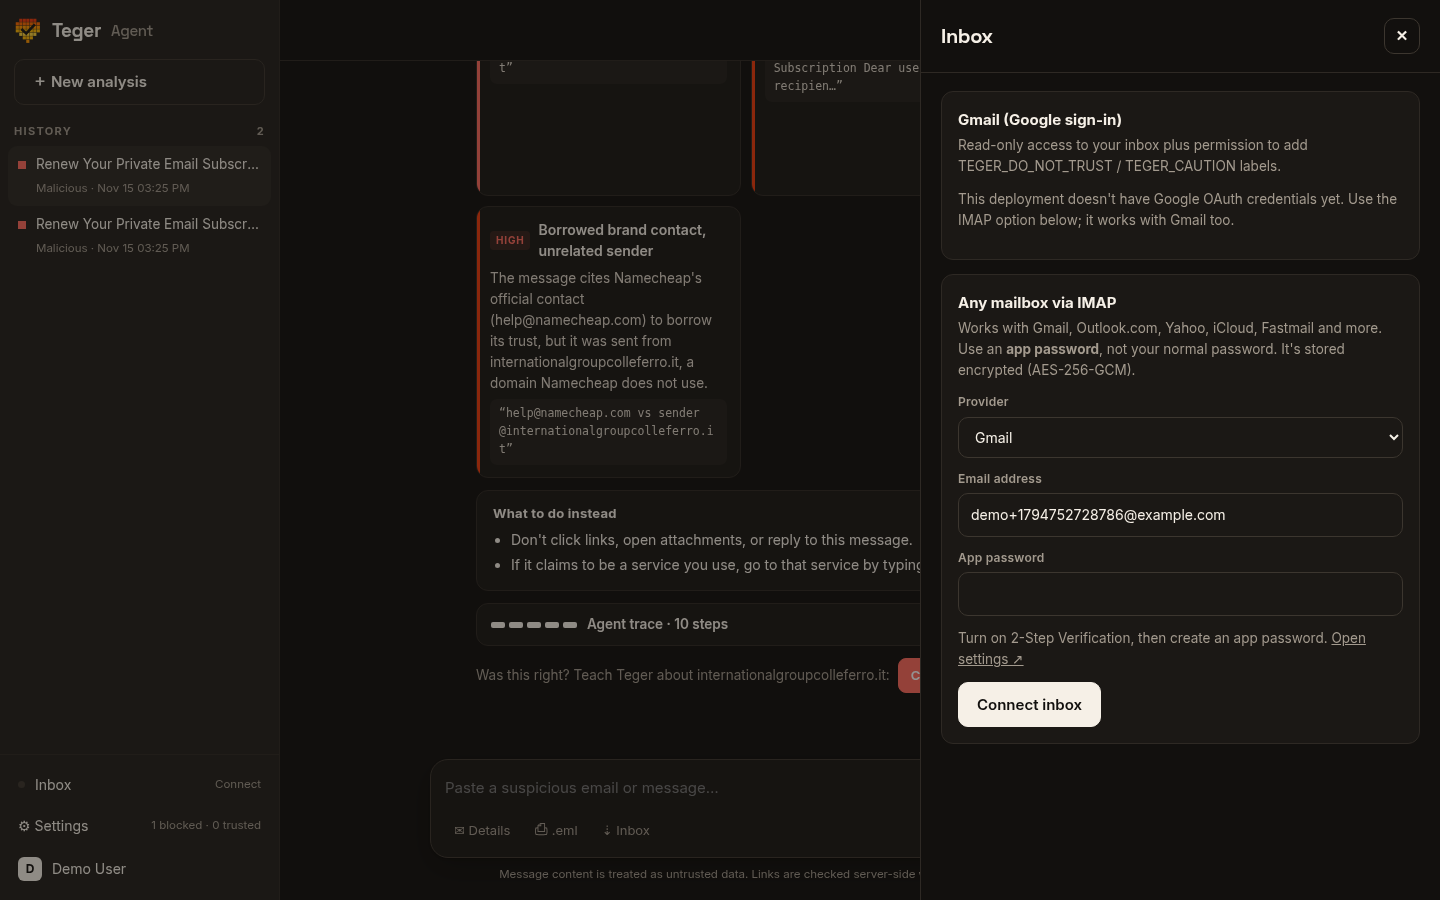 Teger Agent
+ New analysis
HISTORY 2
Renew Your Private Email Subscr...
Malicious · Nov 15 03:25 PM
Renew Your Private Email Subscr...
Malicious · Nov 15 03:25 PM
Inbox Connect
⚙ Settings 1 blocked · 0 trusted
D Demo User
t”
Subscription Dear use
recipien…”
HIGH
Borrowed brand contact,
unrelated sender
The message cites Namecheap's
official contact
(help@namecheap.com) to borrow
its trust, but it was sent from
internationalgroupcolleferro.it, a
domain Namecheap does not use.
“help@namecheap.com vs sender
@internationalgroupcolleferro.i
t”
What to do instead
• Don't click links, open attachments, or reply to this message.
• If it claims to be a service you use, go to that service by typing
Agent trace · 10 steps
Was this right? Teach Teger about internationalgroupcolleferro.it:
Paste a suspicious email or message...
✉ Details
.eml
⇣ Inbox
Message content is treated as untrusted data. Links are checked server-side
Inbox
✕
Gmail (Google sign-in)
Read-only access to your inbox plus permission to add
TEGER_DO_NOT_TRUST / TEGER_CAUTION labels.
This deployment doesn't have Google OAuth credentials yet. Use the
IMAP option below; it works with Gmail too.
Any mailbox via IMAP
Works with Gmail, Outlook.com, Yahoo, iCloud, Fastmail and more.
Use an app password, not your normal password. It's stored
encrypted (AES-256-GCM).
Provider
Gmail
Email address
demo+1794752728786@example.com
App password
Turn on 2-Step Verification, then create an app password. Open
settings ↗
Connect inbox